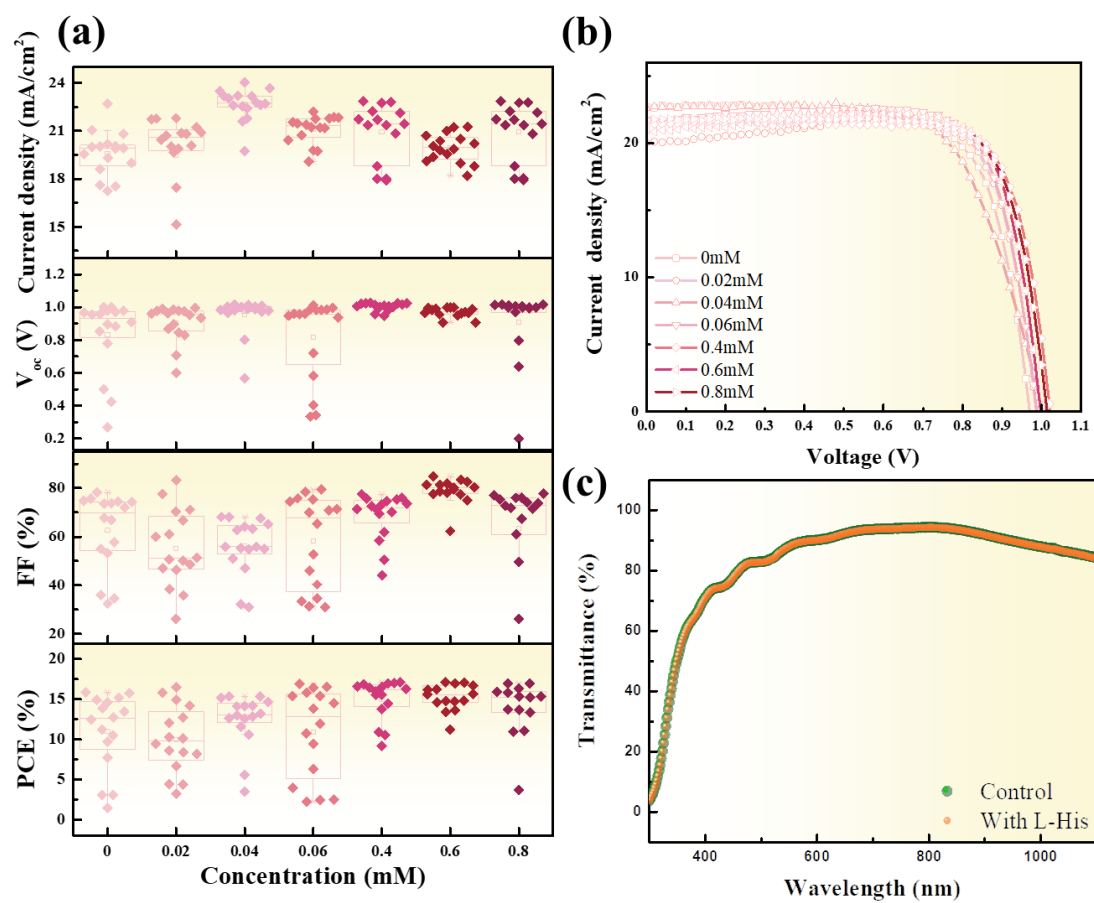 (a)
Current density (mA/cm²)
24
21
18
15
V_oc (V)
1.2
1.0
0.8
0.6
0.4
0.2
FF (%)
80
60
40
20
PCE (%)
20
15
10
5
0
0 0.02 0.04 0.06 0.4 0.6 0.8
Concentration (mM)
(b)
Current density (mA/cm²)
20
10
0
0mM
0.02mM
0.04mM
0.06mM
0.4mM
0.6mM
0.8mM
0.0 0.1 0.2 0.3 0.4 0.5 0.6 0.7 0.8 0.9 1.0 1.1
Voltage (V)
(c)
Transmittance (%)
100
80
60
40
20
0
Control
With L-His
400 600 800 1000
Wavelength (nm)